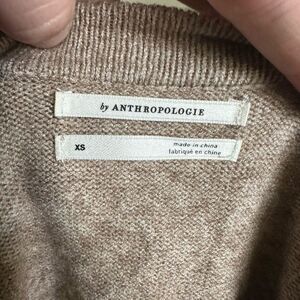 by ANTHROPOLOGIE
XS
made in china
fabriqué en chine